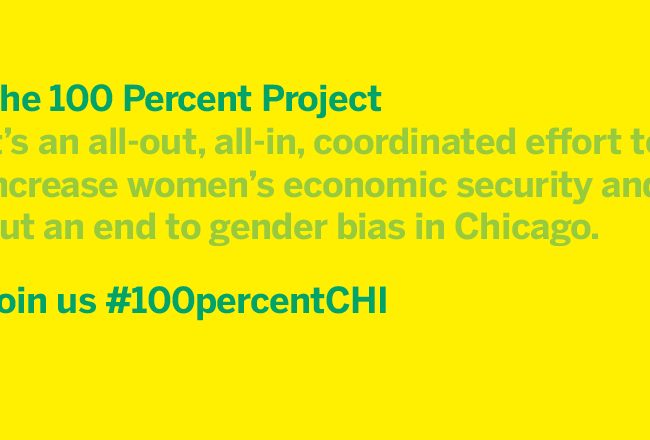 he 100 Percent Project
t’s an all-out, all-in, coordinated effort to
ncrease women’s economic security and
ut an end to gender bias in Chicago.
oin us #100percentCHI